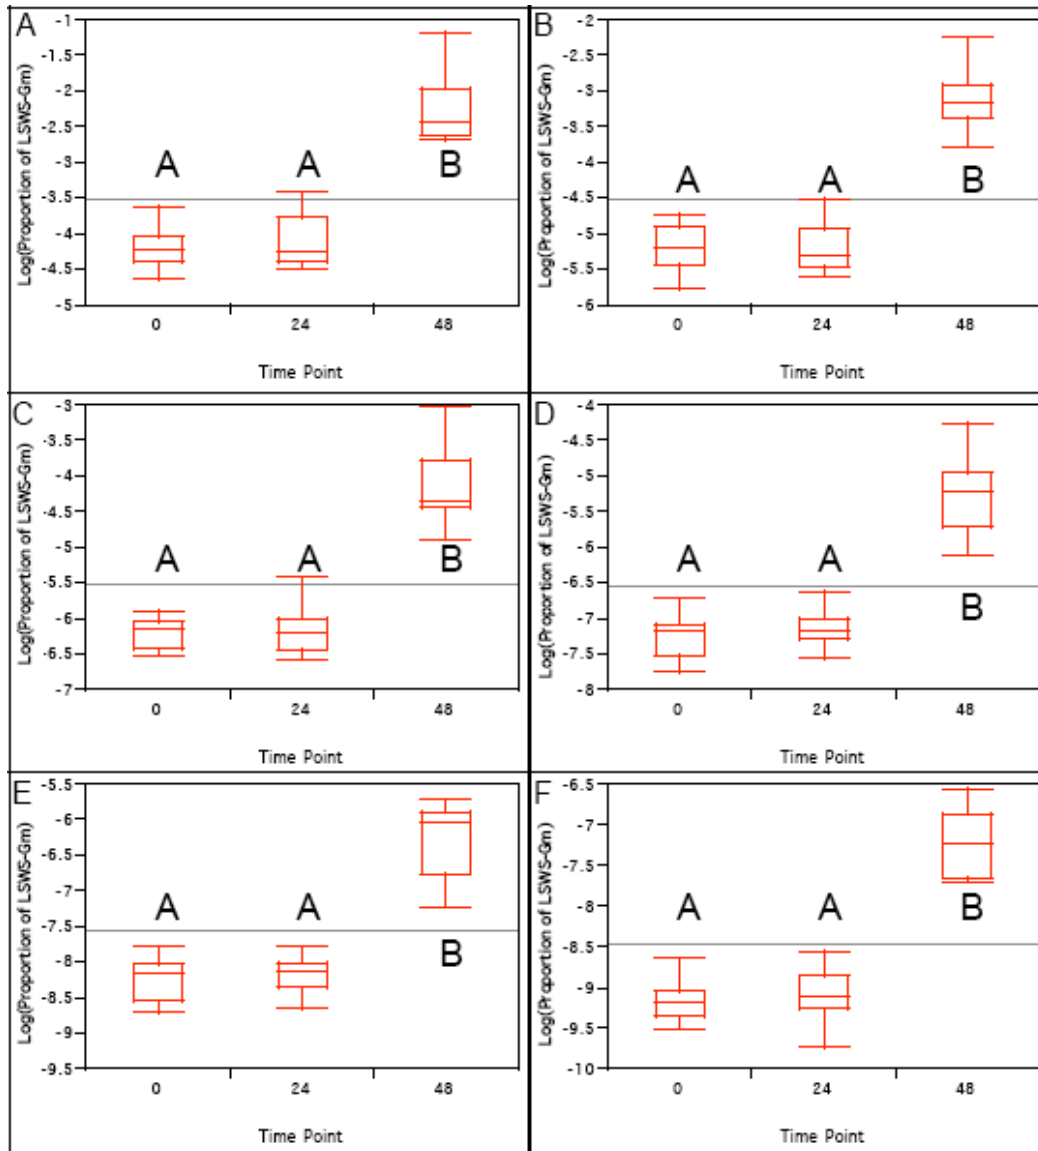 A
Log(Proportion of LSWS-Gm)
-1
-1.5
-2
-2.5
-3
-3.5
-4
-4.5
-5
A
A
B
0
24
48
Time Point
B
Log(Proportion of LSWS-Gm)
-2
-2.5
-3
-3.5
-4
-4.5
-5
-5.5
-6
A
A
B
0
24
48
Time Point
C
Log(Proportion of LSWS-Gm)
-3
-3.5
-4
-4.5
-5
-5.5
-6
-6.5
-7
A
A
B
0
24
48
Time Point
D
Log(Proportion of LSWS-Gm)
-4
-4.5
-5
-5.5
-6
-6.5
-7
-7.5
-8
A
A
B
0
24
48
Time Point
E
Log(Proportion of LSWS-Gm)
-5.5
-6
-6.5
-7
-7.5
-8
-8.5
-9
-9.5
A
A
B
0
24
48
Time Point
F
Log(Proportion of LSWS-Gm)
-6.5
-7
-7.5
-8
-8.5
-9
-9.5
-10
A
A
B
0
24
48
Time Point